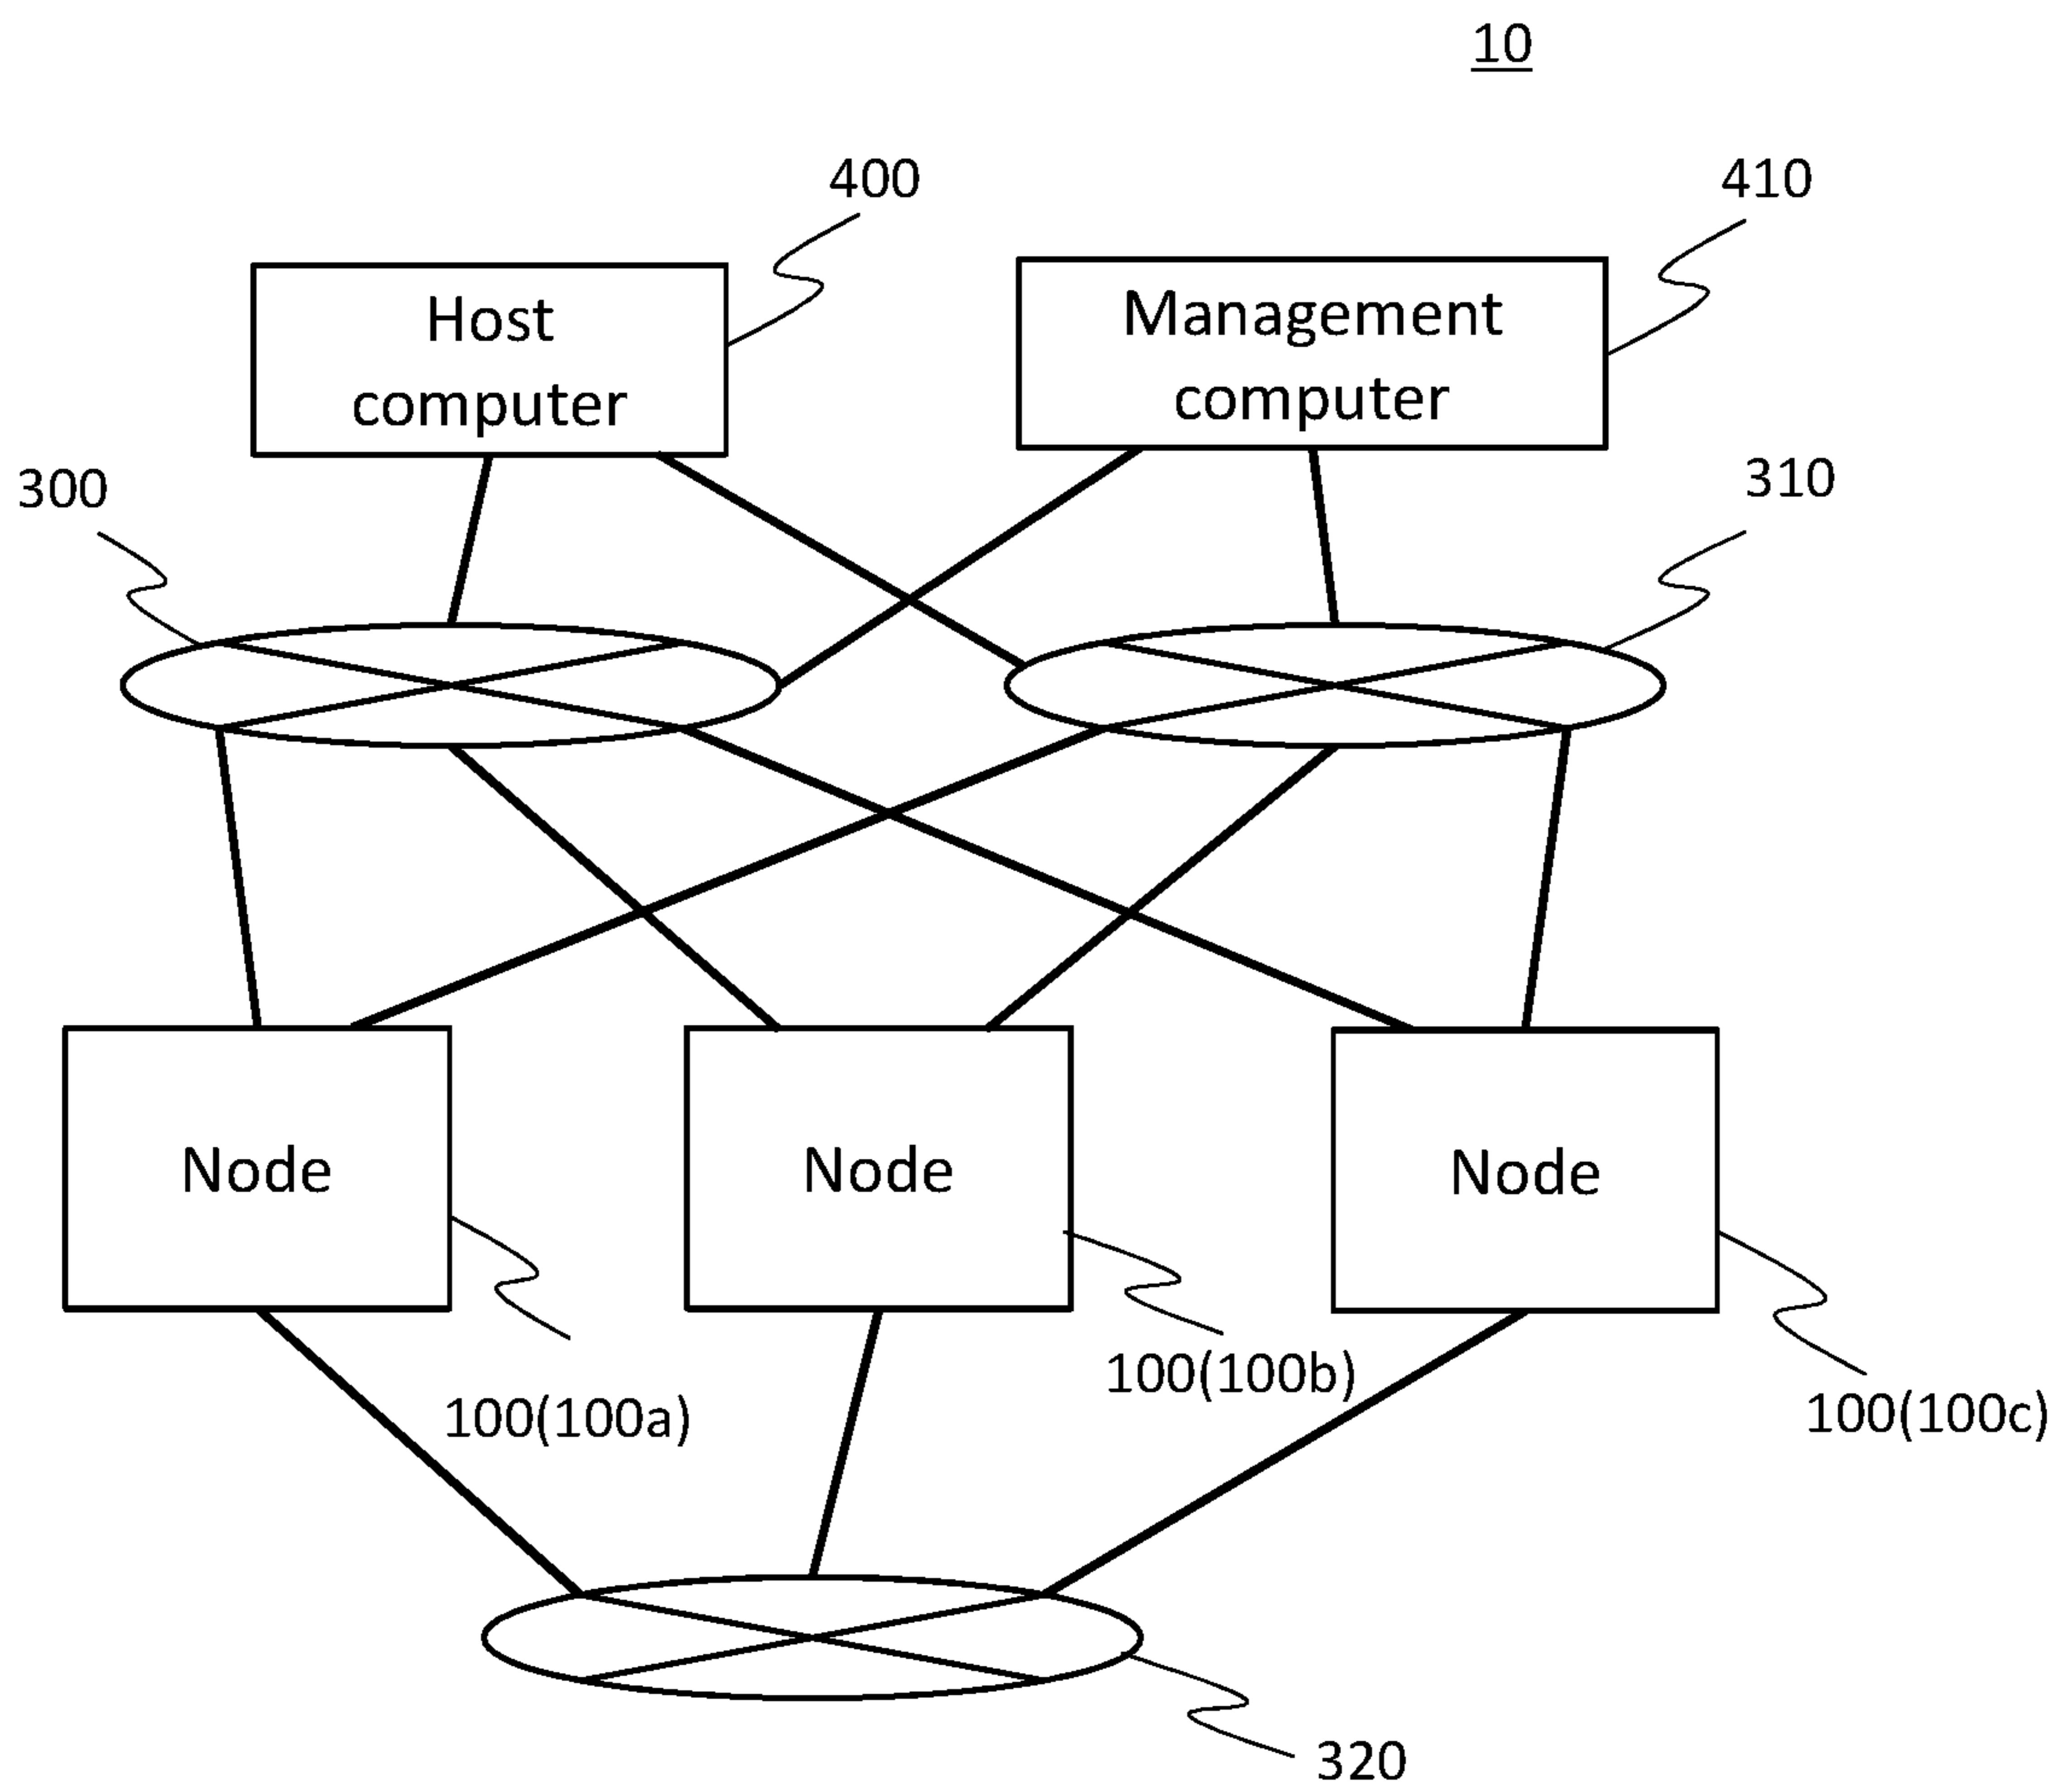 10
400
410
Host
computer
Management
computer
300
310
Node
Node
Node
100(100a)
100(100b)
100(100c)
320